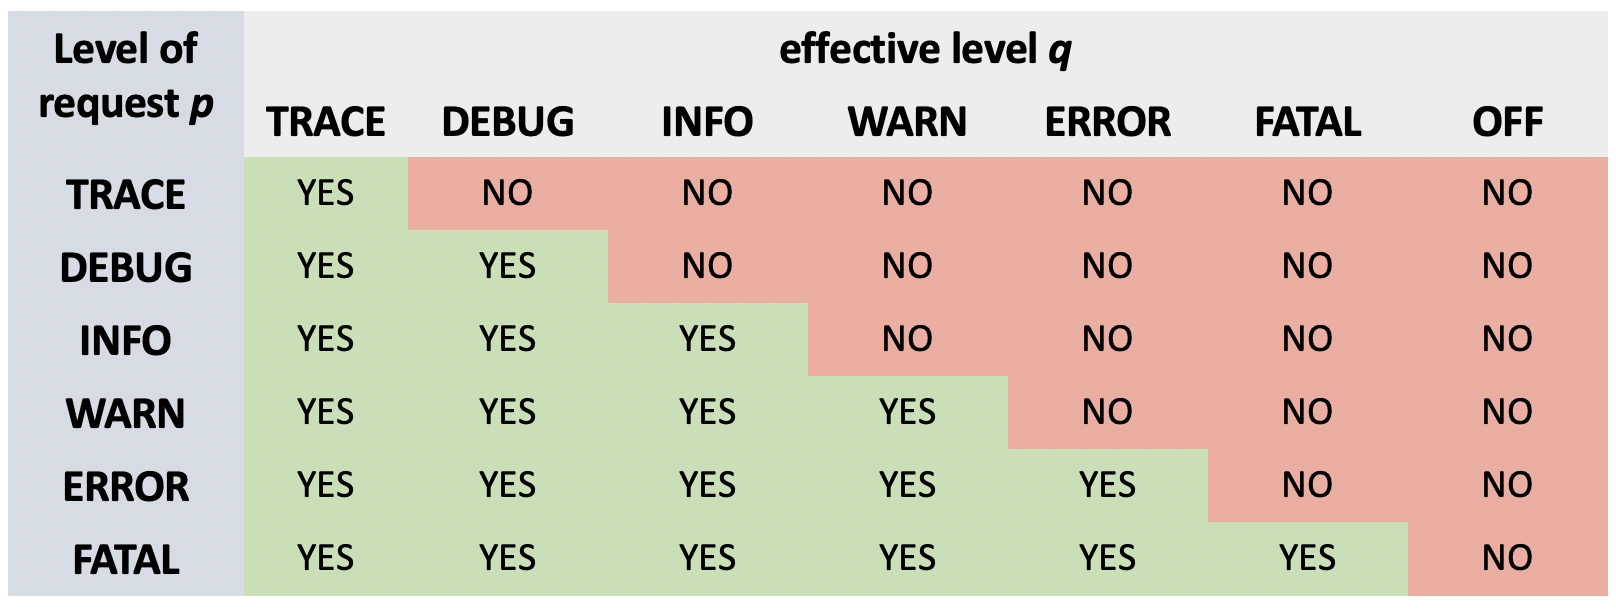 Level of request p
effective level q
TRACE DEBUG INFO WARN ERROR FATAL OFF
TRACE YES NO NO NO NO NO NO
DEBUG YES YES NO NO NO NO NO
INFO YES YES YES NO NO NO NO
WARN YES YES YES YES NO NO NO
ERROR YES YES YES YES YES NO NO
FATAL YES YES YES YES YES YES NO